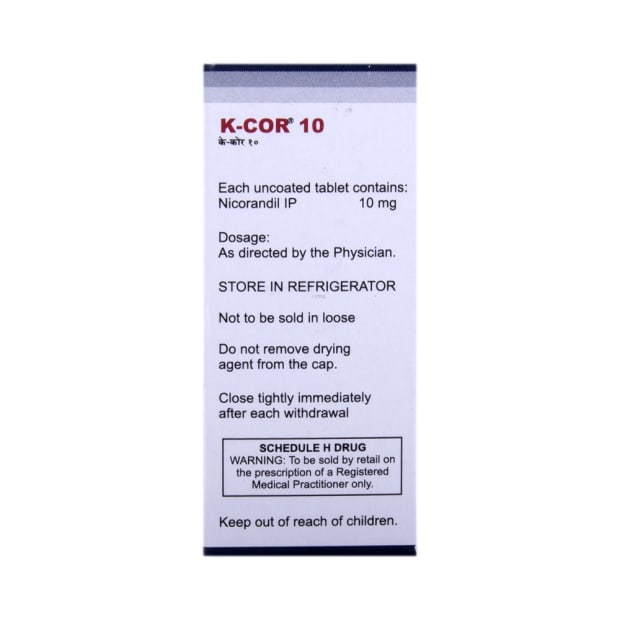 K-COR® 10
के-कोर १०
Each uncoated tablet contains:
Nicorandil IP 10 mg
Dosage:
As directed by the Physician.
STORE IN REFRIGERATOR
Not to be sold in loose
Do not remove drying
agent from the cap.
Close tightly immediately
after each withdrawal
SCHEDULE H DRUG
WARNING: To be sold by retail on
the prescription of a Registered
Medical Practitioner only.
Keep out of reach of children.